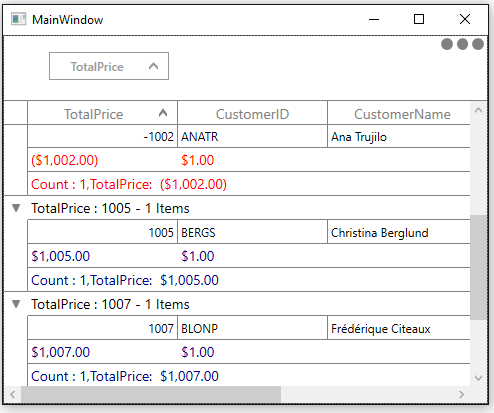 MainWindow
TotalPrice
TotalPrice CustomerID CustomerName
-1002 ANATR Ana Trujilo
($1,002.00) $1.00
Count : 1,TotalPrice: ($1,002.00)
TotalPrice : 1005 - 1 Items
1005 BERGS Christina Berglund
$1,005.00 $1.00
Count : 1,TotalPrice: $1,005.00
TotalPrice : 1007 - 1 Items
1007 BLONP Frédérique Citeaux
$1,007.00 $1.00
Count : 1,TotalPrice: $1,007.00